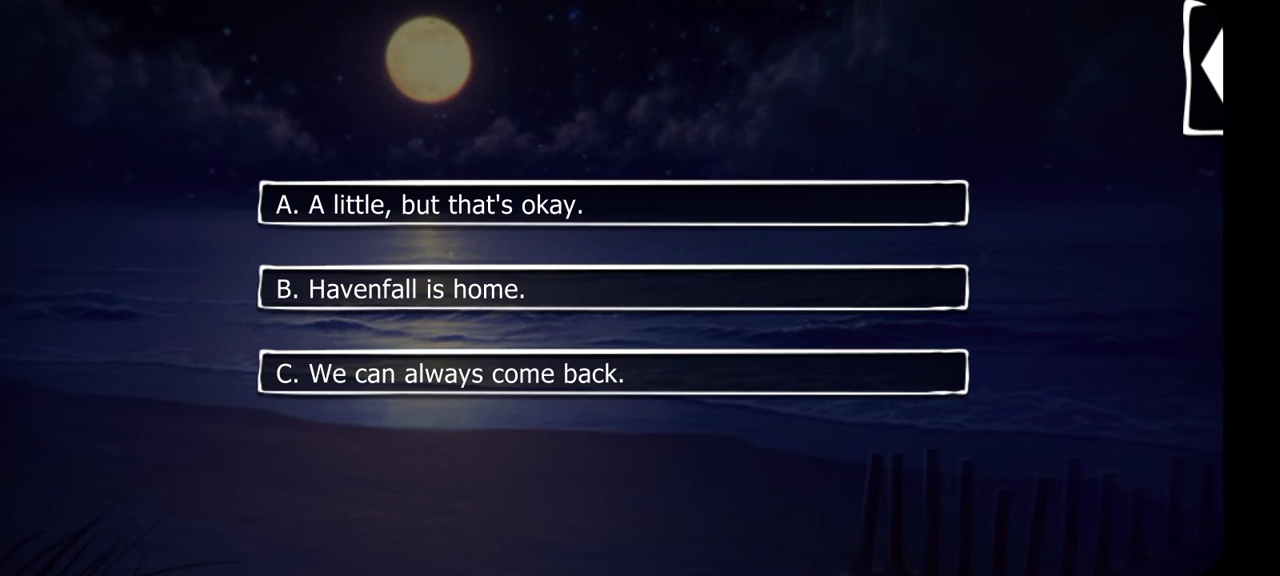 A. A little, but that's okay.
B. Havenfall is home.
C. We can always come back.